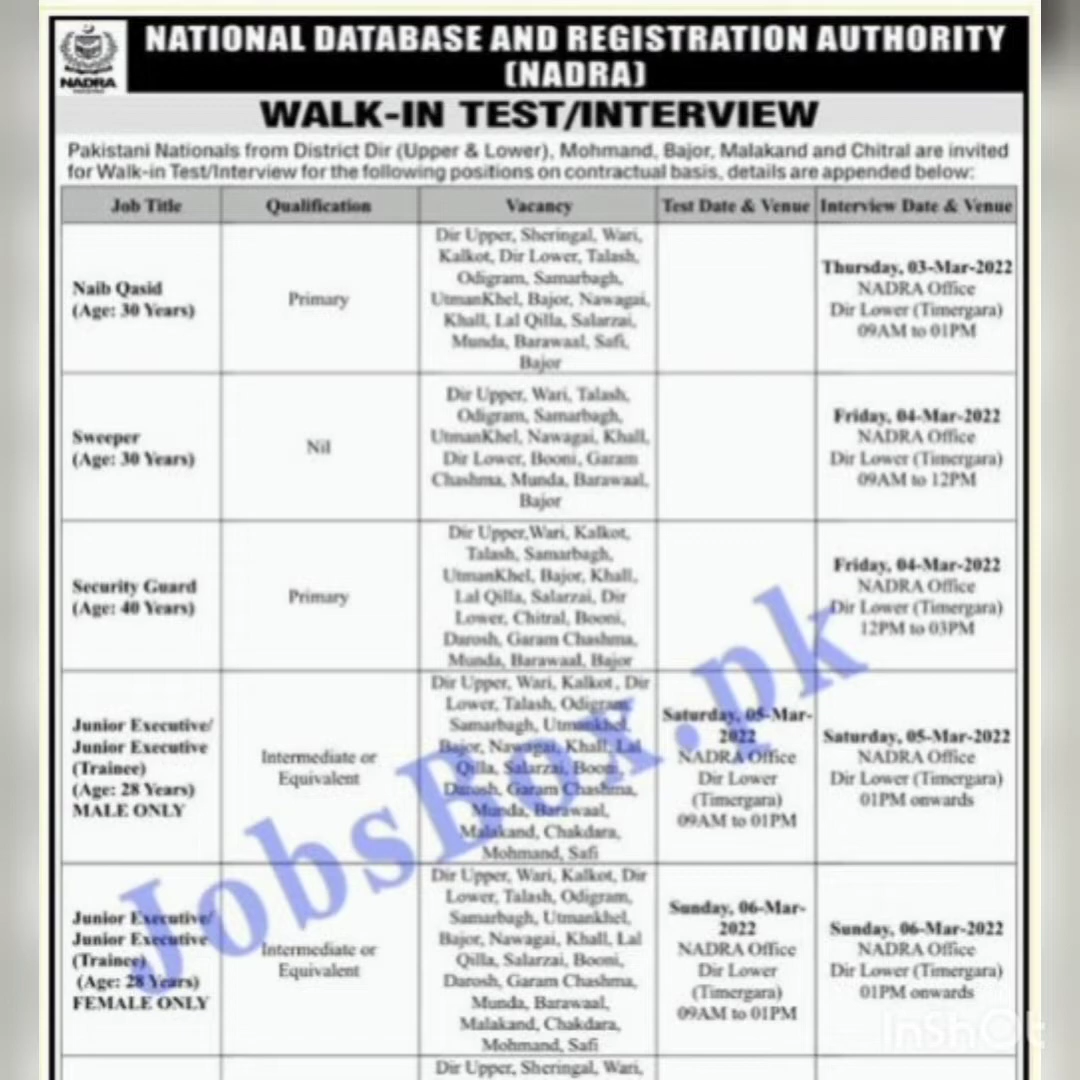 NADRA
NATIONAL DATABASE AND REGISTRATION AUTHORITY
(NADRA)
WALK-IN TEST/INTERVIEW
Pakistani Nationals from District Dir (Upper & Lower), Mohmand, Bajor, Malakand and Chitral are invited
for Walk-in Test/Interview for the following positions on contractual basis, details are appended below:
Job Title
Qualification
Vacancy
Test Date & Venue
Interview Date & Venue
Naib Qasid
(Age: 30 Years)
Primary
Dir Upper, Sheringal, Wari,
Kalkot, Dir Lower, Talash,
Odigram, Samarbagh,
UtmanKhel, Bajor, Nawagai,
Khall, Lal Qilla, Salarzai,
Munda, Barawaal, Safi,
Bajor
Thursday, 03-Mar-2022
NADRA Office
Dir Lower (Timergara)
09AM to 01PM
Sweeper
(Age: 30 Years)
Nil
Dir Upper, Wari, Talash,
Odigram, Samarbagh,
UtmanKhel, Nawagai, Khall,
Dir Lower, Booni, Garam
Chashma, Munda, Barawaal,
Bajor
Friday, 04-Mar-2022
NADRA Office
Dir Lower (Timergara)
09AM to 12PM
Security Guard
(Age: 40 Years)
Primary
Dir Upper,Wari, Kalkot,
Talash, Samarbagh,
UtmanKhel, Bajor, Khall,
Lal Qilla, Salarzai, Dir
Lower, Chitral, Booni,
Darosh, Garam Chashma,
Munda, Barawaal, Bajor
Friday, 04-Mar-2022
NADRA Office
Dir Lower (Timergara)
12PM to 03PM
Junior Executive/
Junior Executive
(Trainee)
(Age: 28 Years)
MALE ONLY
Intermediate or
Equivalent
Dir Upper, Wari, Kalkot, Dir
Lower, Talash, Odigram,
Samarbagh, Utmankhel,
Bajor, Nawagai, Khall, Lal
Qilla, Salarzai, Booni,
Darosh, Garam Chashma,
Munda, Barawaal,
Malakand, Chakdara,
Mohmand, Safi
Saturday, 05-Mar-
2022
NADRA Office
Dir Lower
(Timergara)
09AM to 01PM
Saturday, 05-Mar-2022
NADRA Office
Dir Lower (Timergara)
01PM onwards
Junior Executive/
Junior Executive
(Trainee)
(Age: 28 Years)
FEMALE ONLY
Intermediate or
Equivalent
Dir Upper, Wari, Kalkot, Dir
Lower, Talash, Odigram,
Samarbagh, Utmankhel,
Bajor, Nawagai, Khall, Lal
Qilla, Salarzai, Booni,
Darosh, Garam Chashma,
Munda, Barawaal,
Malakand, Chakdara,
Mohmand, Safi
Sunday, 06-Mar-
2022
NADRA Office
Dir Lower
(Timergara)
09AM to 01PM
Sunday, 06-Mar-2022
NADRA Office
Dir Lower (Timergara)
01PM onwards
Dir Upper, Sheringal, Wari,
JobsBox.pk
InShOt